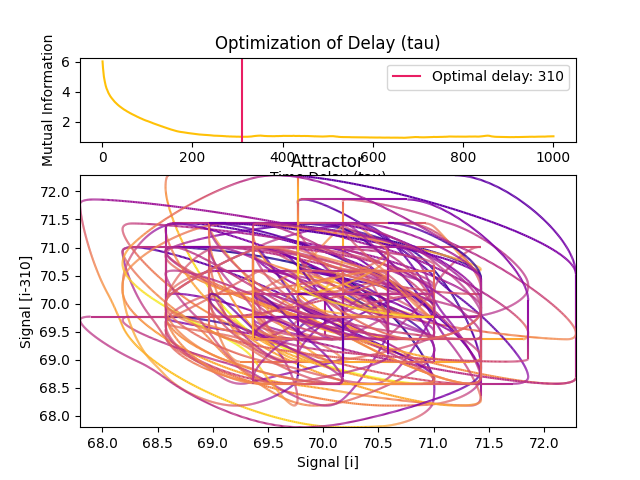 Optimization of Delay (tau)
Mutual Information
6
4
2
Optimal delay: 310
0 200 400 600 800 1000
Time Delay (tau)
Attractor
Signal [i-310]
72.0
71.5
71.0
70.5
70.0
69.5
69.0
68.5
68.0
68.0 68.5 69.0 69.5 70.0 70.5 71.0 71.5 72.0
Signal [i]